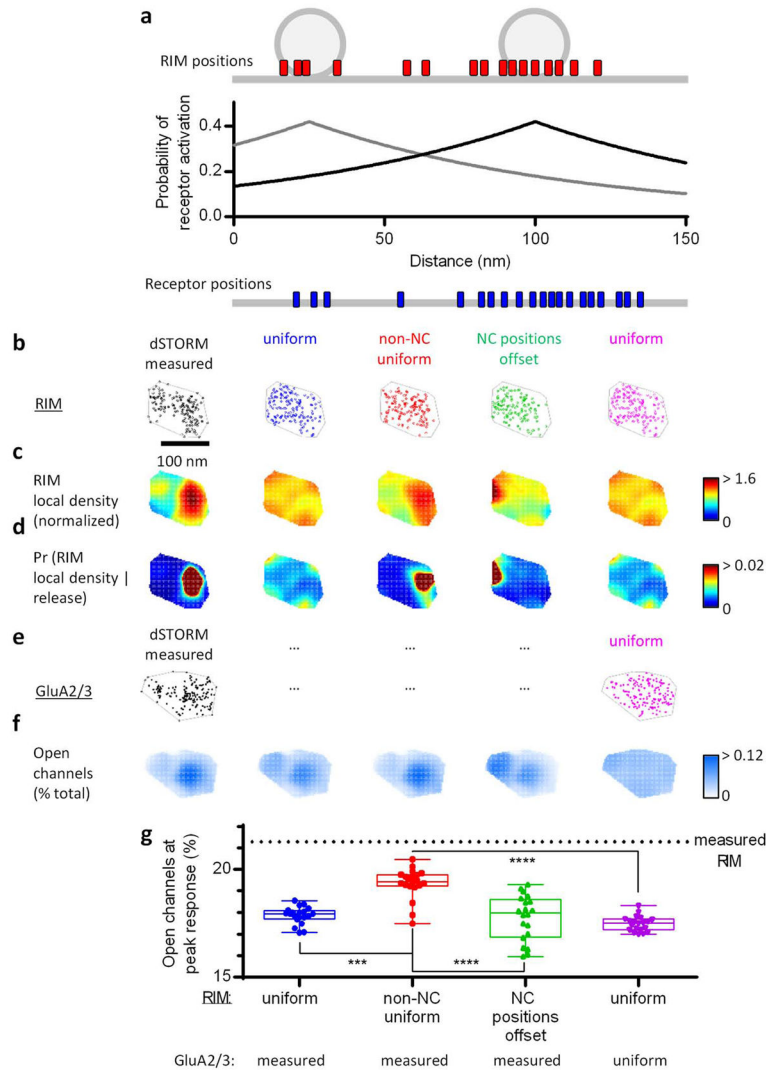 a
RIM positions
Probability of
receptor activation
0.4
0.2
0.0
0 50 100 150
Distance (nm)
Receptor positions
b
dSTORM
measured
uniform
non-NC
uniform
NC positions
offset
uniform
RIM
100 nm
c
RIM
local density
(normalized)
> 1.6
0
d
Pr (RIM
local density |
release)
> 0.02
0
e
dSTORM
measured
... ... ...
uniform
GluA2/3
... ... ...
f
Open
channels
(% total)
> 0.12
0
g
Open channels at
peak response (%)
20
15
measured
RIM
****
***
****
RIM: uniform non-NC uniform NC positions offset uniform
GluA2/3: measured measured measured uniform